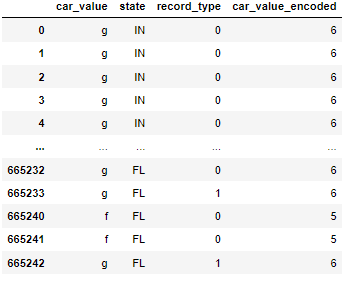 car_value state record_type car_value_encoded
0 g IN 0 6
1 g IN 0 6
2 g IN 0 6
3 g IN 0 6
4 g IN 0 6
... ... ... ... ...
665232 g FL 0 6
665233 g FL 1 6
665240 f FL 0 5
665241 f FL 0 5
665242 g FL 1 6